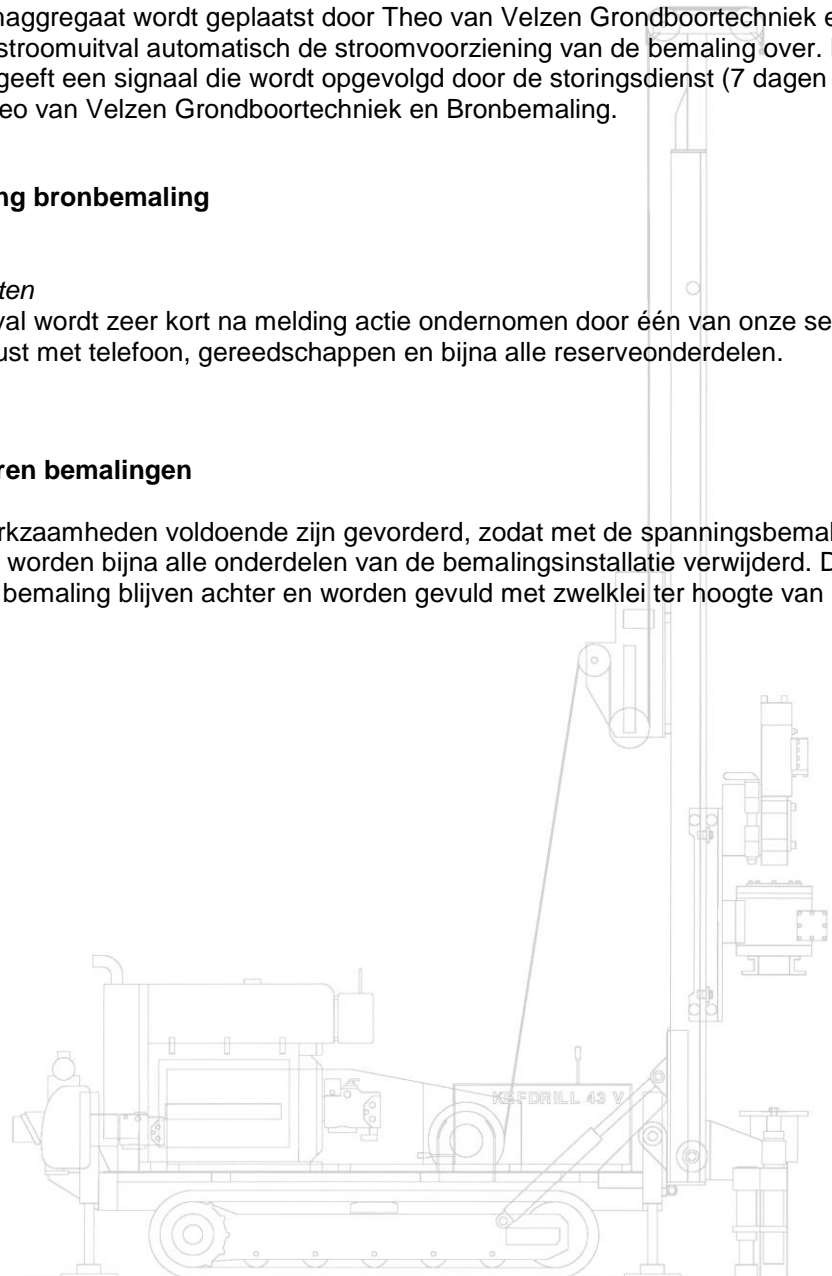 naggregaat wordt geplaatst door Theo van Velzen Grondboortechniek e
stroomuitval automatisch de stroomvoorziening van de bemaling over.
geeft een signaal die wordt opgevolgd door de storingsdienst (7 dagen
eo van Velzen Grondboortechniek en Bronbemaling.
ng bronbemaling
ten
val wordt zeer kort na melding actie ondernomen door één van onze se
ust met telefoon, gereedschappen en bijna alle reserveonderdelen.
ren bemalingen
rkzaamheden voldoende zijn gevorderd, zodat met de spanningsbemal
worden bijna alle onderdelen van de bemalingsinstallatie verwijderd. D
bemaling blijven achter en worden gevuld met zwelklei ter hoogte van
DRILL 43 V